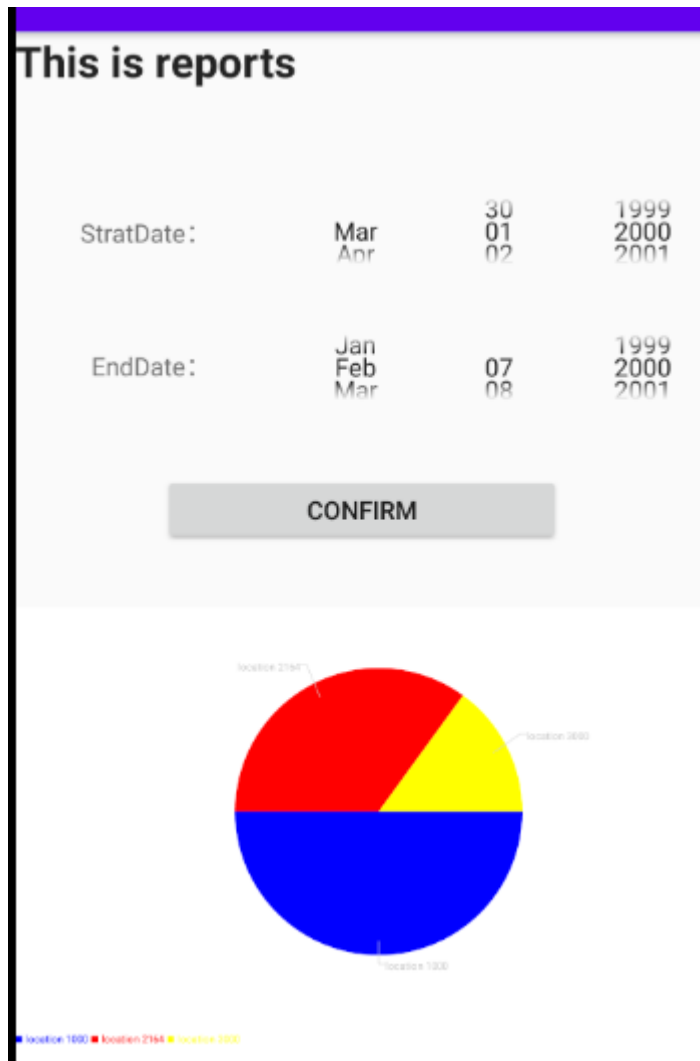 This is reports
30 1999
StratDate: Mar 01 2000
Apr 02 2001
Jan 1999
EndDate: Feb 07 2000
Mar 08 2001
CONFIRM
location 2164
location 3000
location 1000
location 1000 location 2164 location 3000